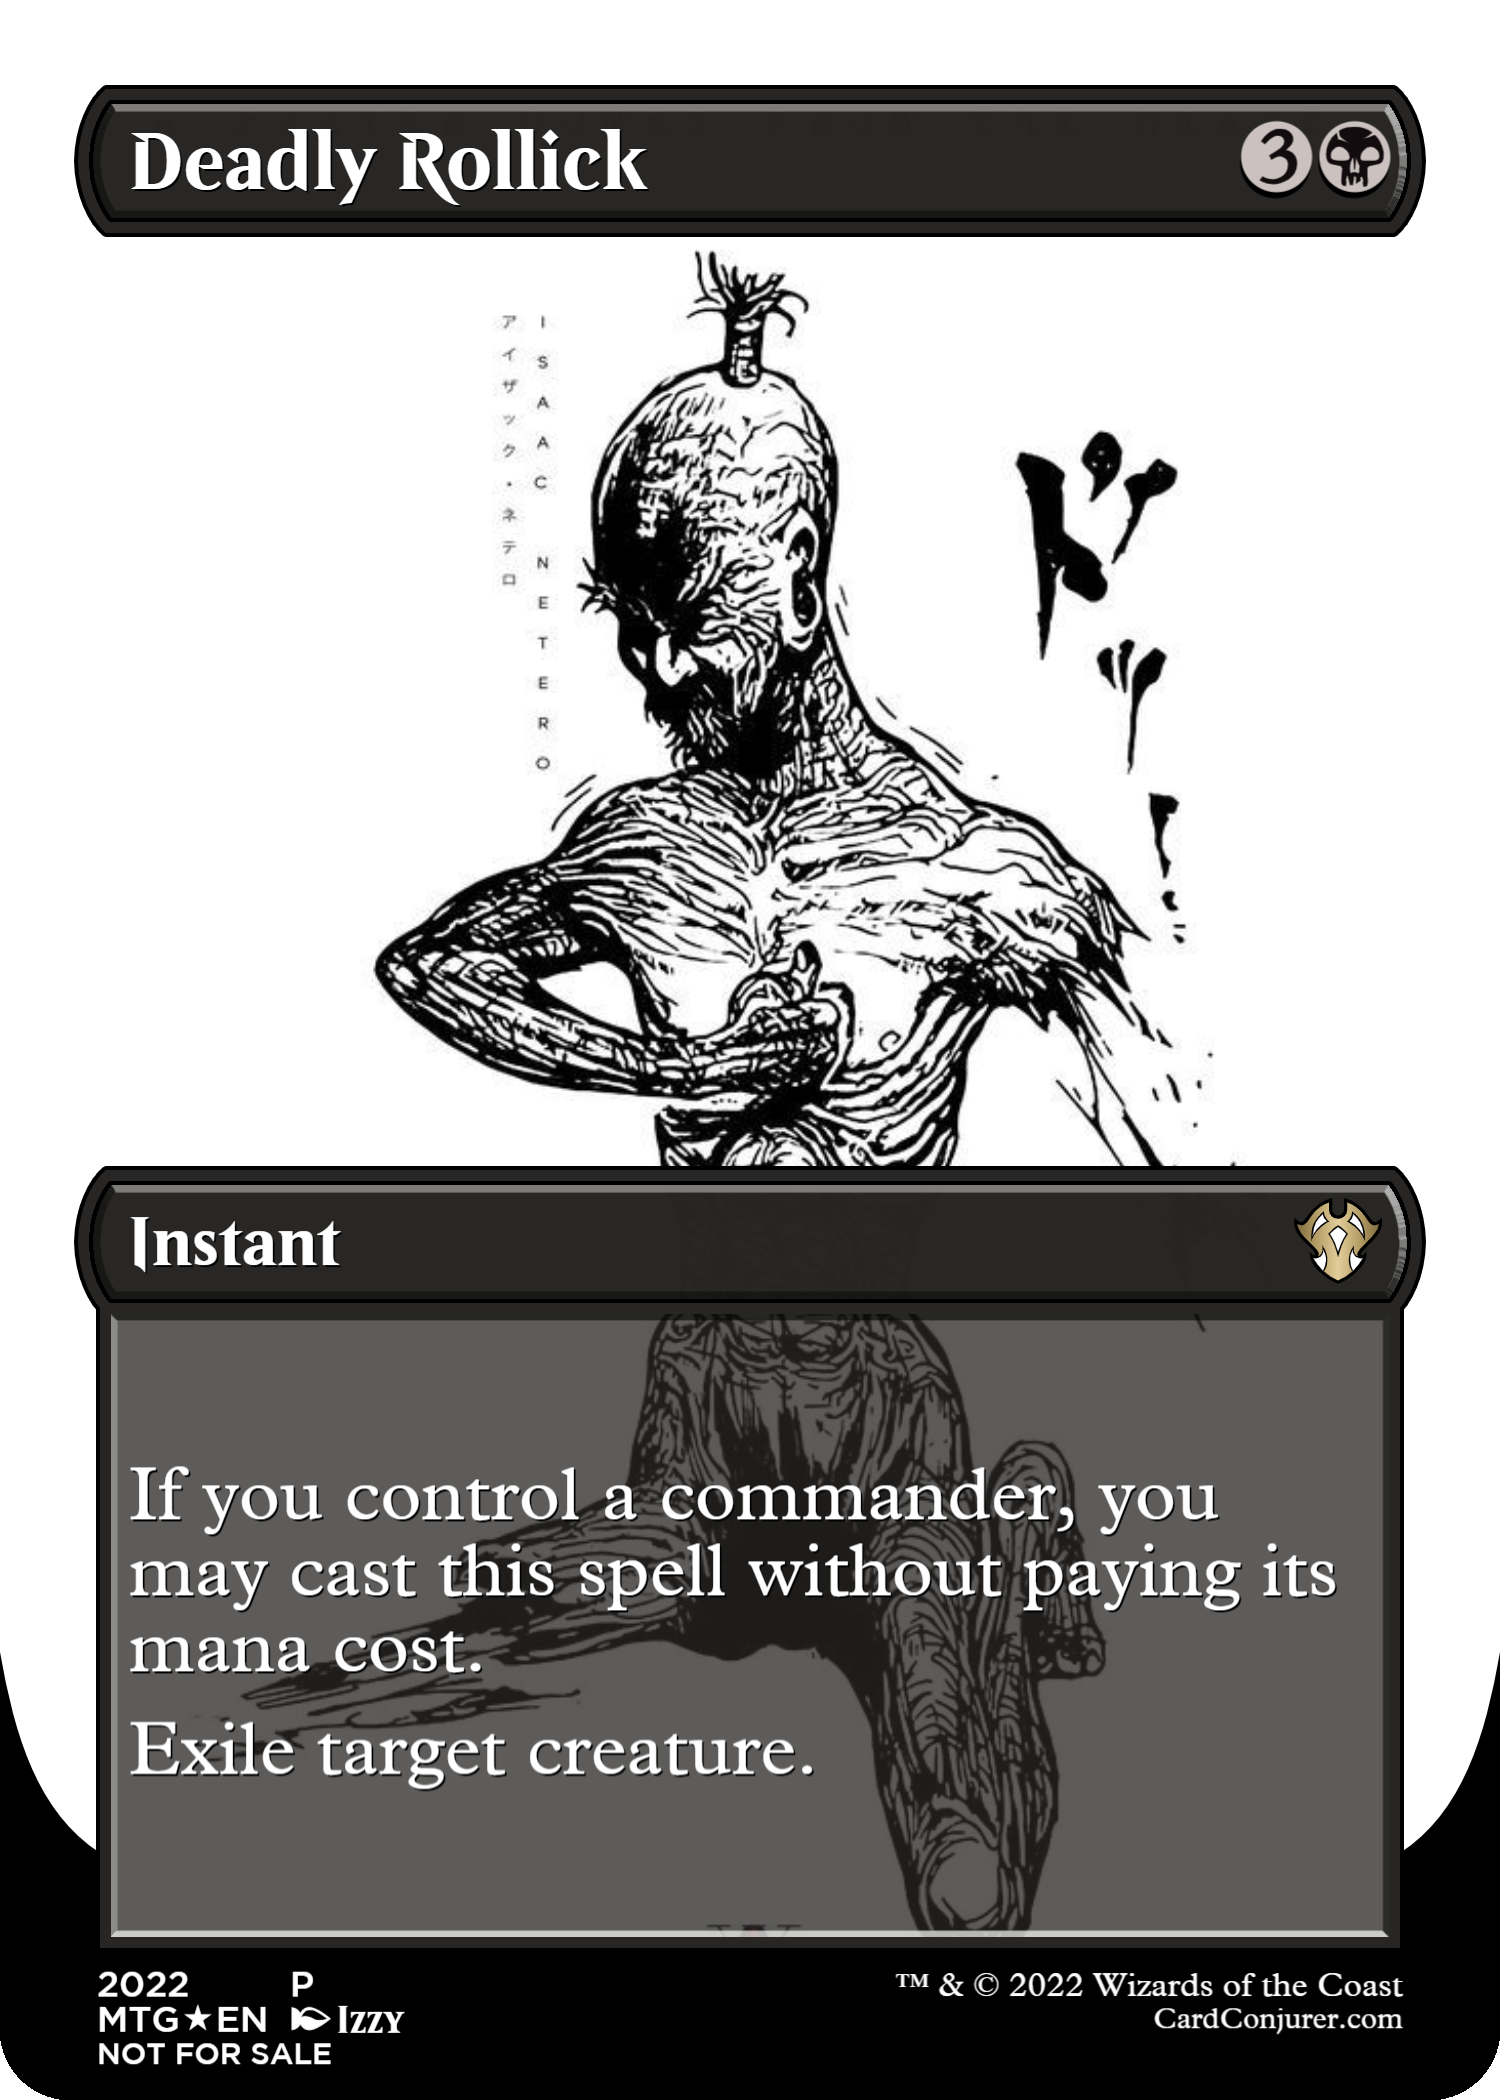 Deadly Rollick
3
アイザック・ネテロ
ISAAC NETERO
ドッ
Instant
If you control a commander, you
may cast this spell without paying its
mana cost.
Exile target creature.
2022 P
MTG★EN Izzy
NOT FOR SALE
™ & © 2022 Wizards of the Coast
CardConjurer.com